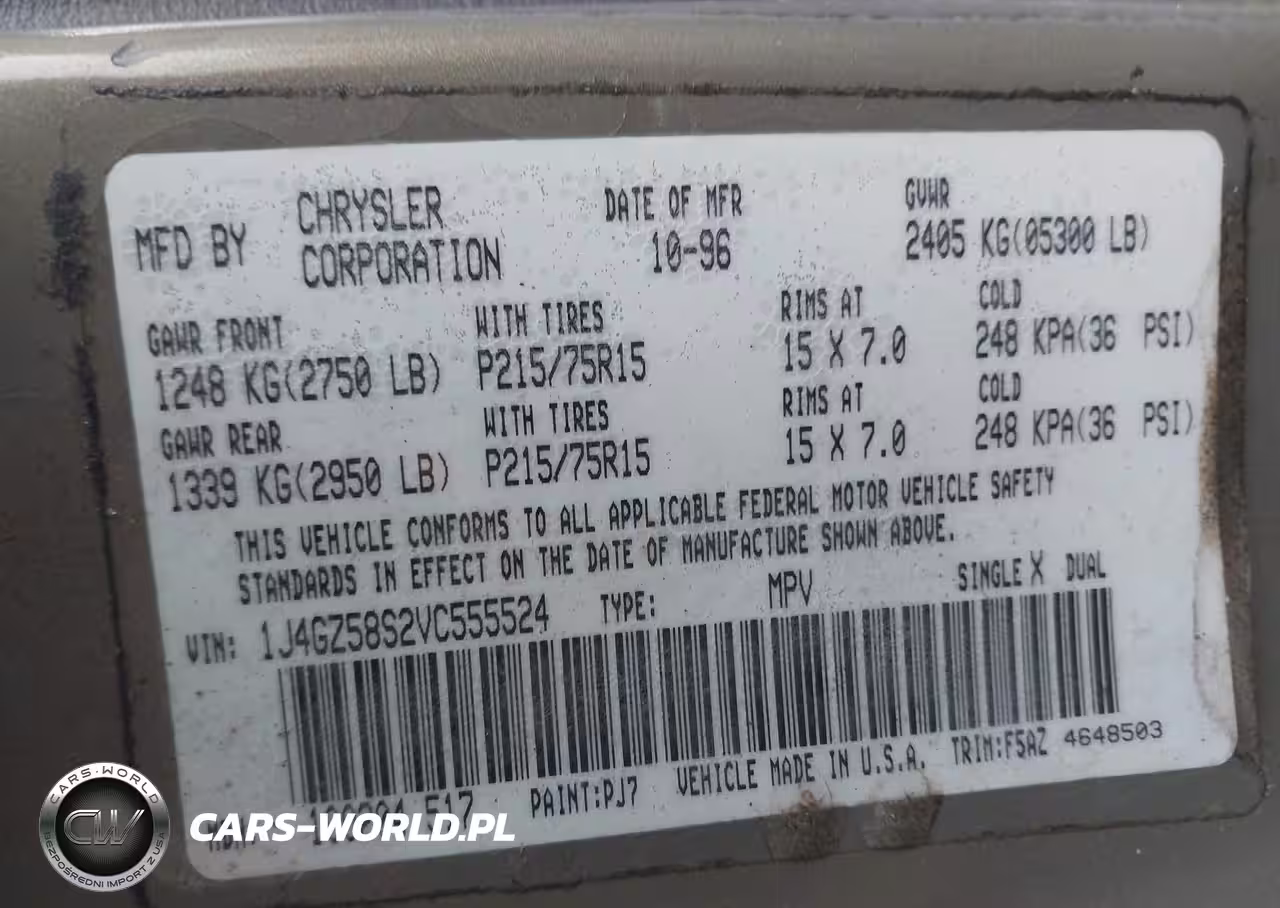 MFD BY CHRYSLER CORPORATION
DATE OF MFR 10-96
GVWR 2405 KG(05300 LB)
GAWR FRONT WITH TIRES RIMS AT COLD
1248 KG(2750 LB) P215/75R15 15 X 7.0 248 KPA(36 PSI)
GAWR REAR WITH TIRES RIMS AT COLD
1339 KG(2950 LB) P215/75R15 15 X 7.0 248 KPA(36 PSI)
THIS VEHICLE CONFORMS TO ALL APPLICABLE FEDERAL MOTOR VEHICLE SAFETY
STANDARDS IN EFFECT ON THE DATE OF MANUFACTURE SHOWN ABOVE.
VIN: 1J4GZ58S2VC555524 TYPE: MPV SINGLE X DUAL
517 PAINT:PJ7 VEHICLE MADE IN U.S.A. TRIM:F5AZ 4648503
CARS-WORLD
CW
BEZPOŚREDNI IMPORT Z USA
CARS-WORLD.PL